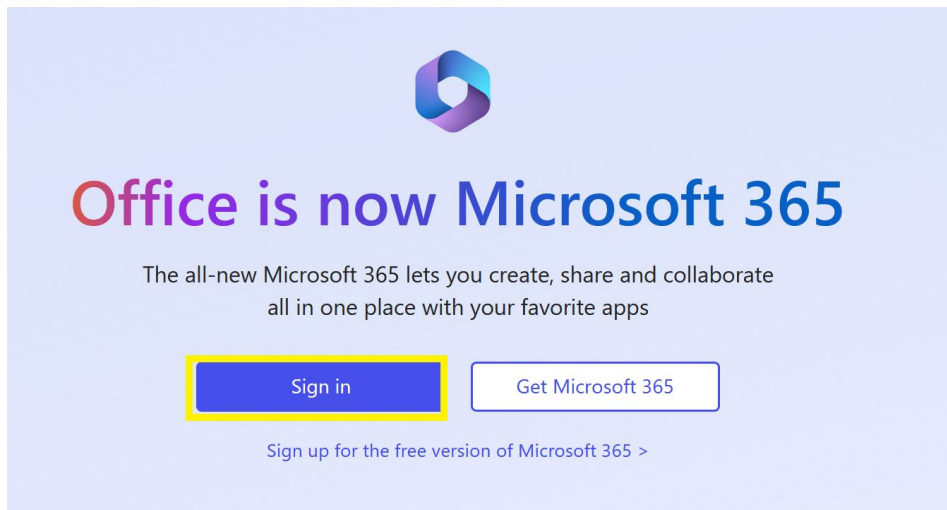 Office is now Microsoft 365
The all-new Microsoft 365 lets you create, share and collaborate
all in one place with your favorite apps
Sign in
Get Microsoft 365
Sign up for the free version of Microsoft 365 >